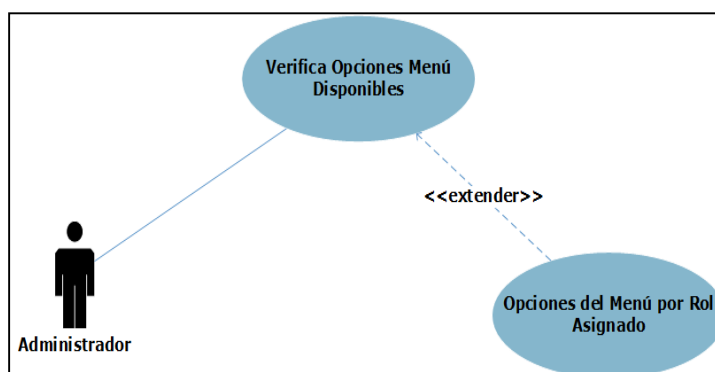 Verifica Opciones Menú
Disponibles
<<extender>>
Opciones del Menú por Rol
Asignado
Administrador